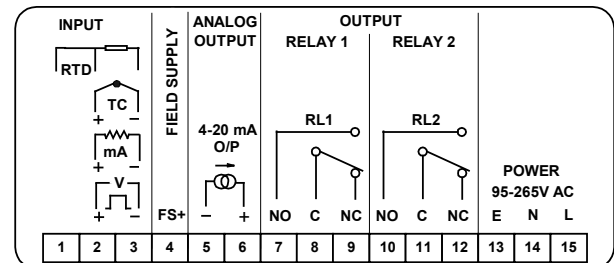 INPUT
RTD
TC
+ −
mA
+ −
V
+ −
FIELD SUPPLY
FS+
ANALOG
OUTPUT
4-20 mA
O/P
− +
OUTPUT
RELAY 1 RELAY 2
RL1 RL2
NO C NC NO C NC
POWER
95-265V AC
E N L
1 2 3 4 5 6 7 8 9 10 11 12 13 14 15